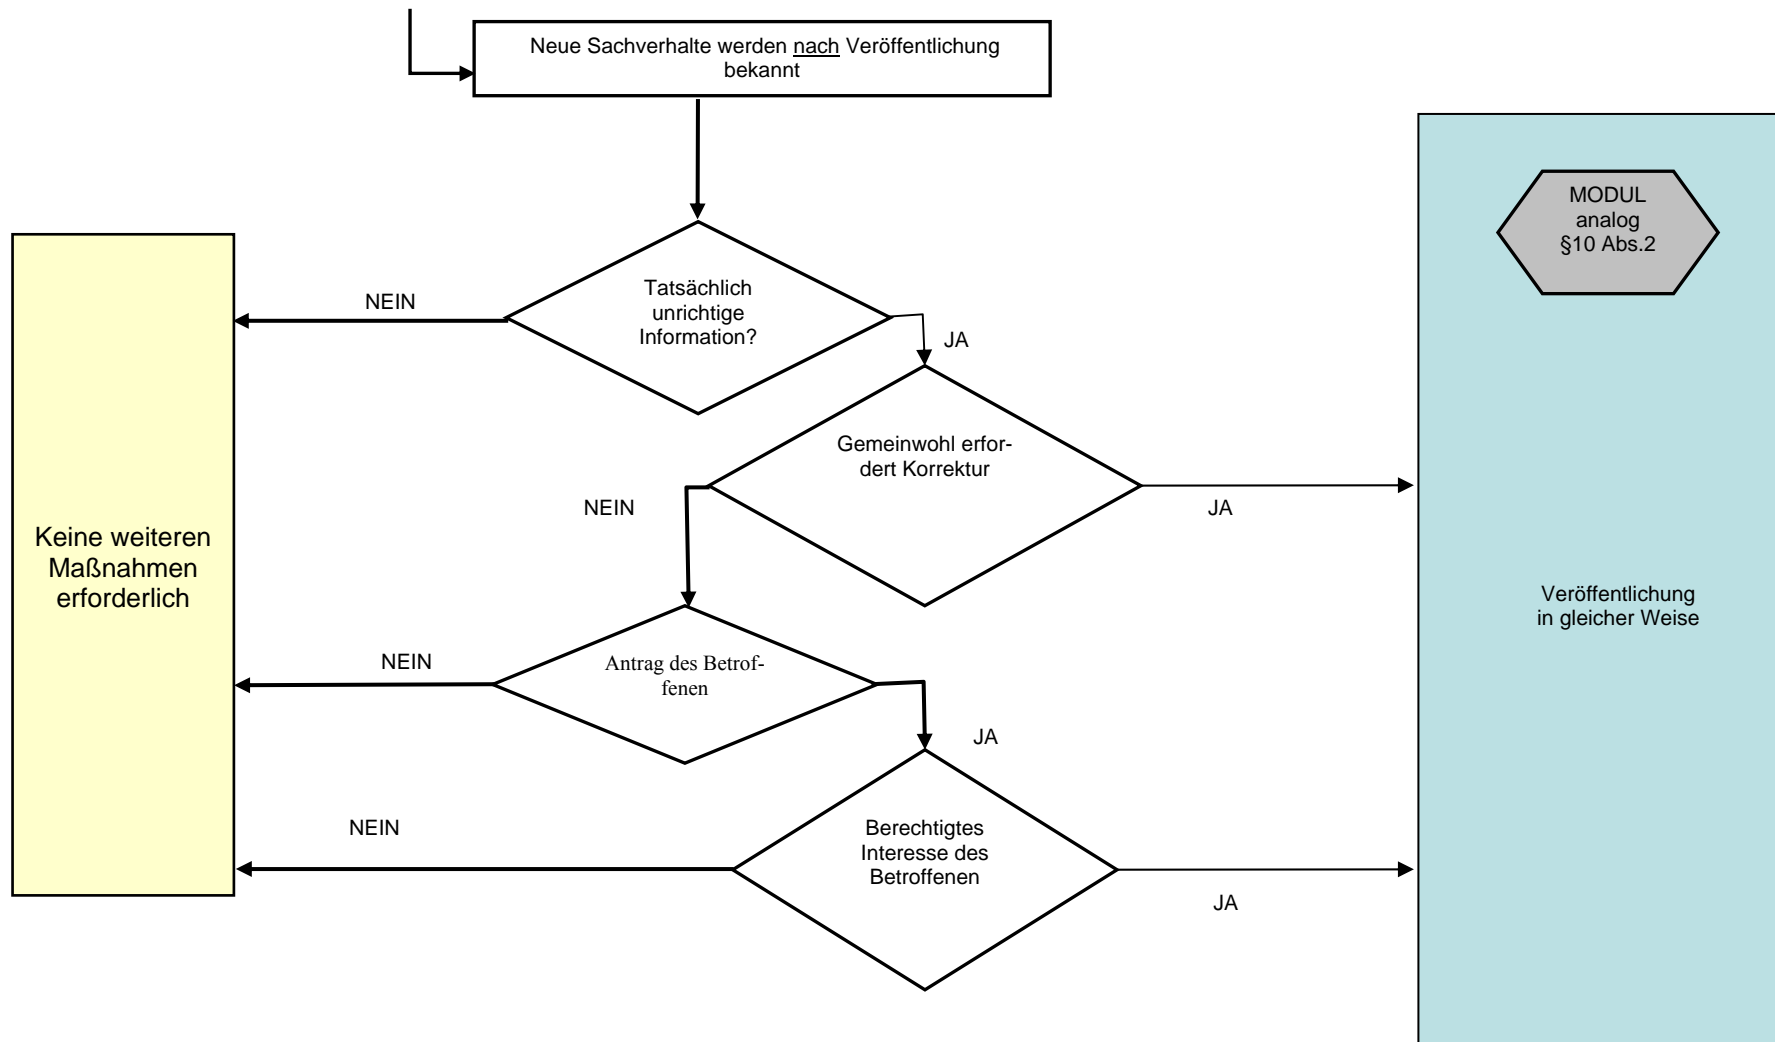 Neue Sachverhalte werden nach Veröffentlichung
bekannt
MODUL
analog
§10 Abs.2
Tatsächlich
unrichtige
Information?
NEIN
JA
Gemeinwohl erfor-
dert Korrektur
NEIN
JA
Keine weiteren
Maßnahmen
erforderlich
Veröffentlichung
in gleicher Weise
Antrag des Betrof-
fenen
NEIN
JA
Berechtigtes
Interesse des
Betroffenen
NEIN
JA